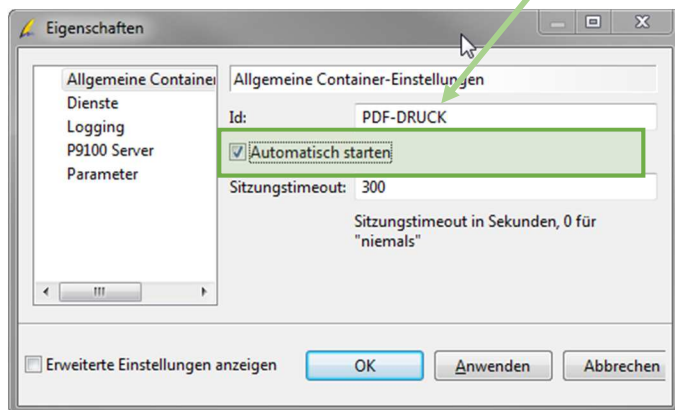 Eigenschaften
Allgemeine Container
Dienste
Logging
P9100 Server
Parameter
Allgemeine Container-Einstellungen
Id: PDF-DRUCK
Automatisch starten
Sitzungstimeout: 300
Sitzungstimeout in Sekunden, 0 für
"niemals"
Erweiterte Einstellungen anzeigen OK Anwenden Abbrechen